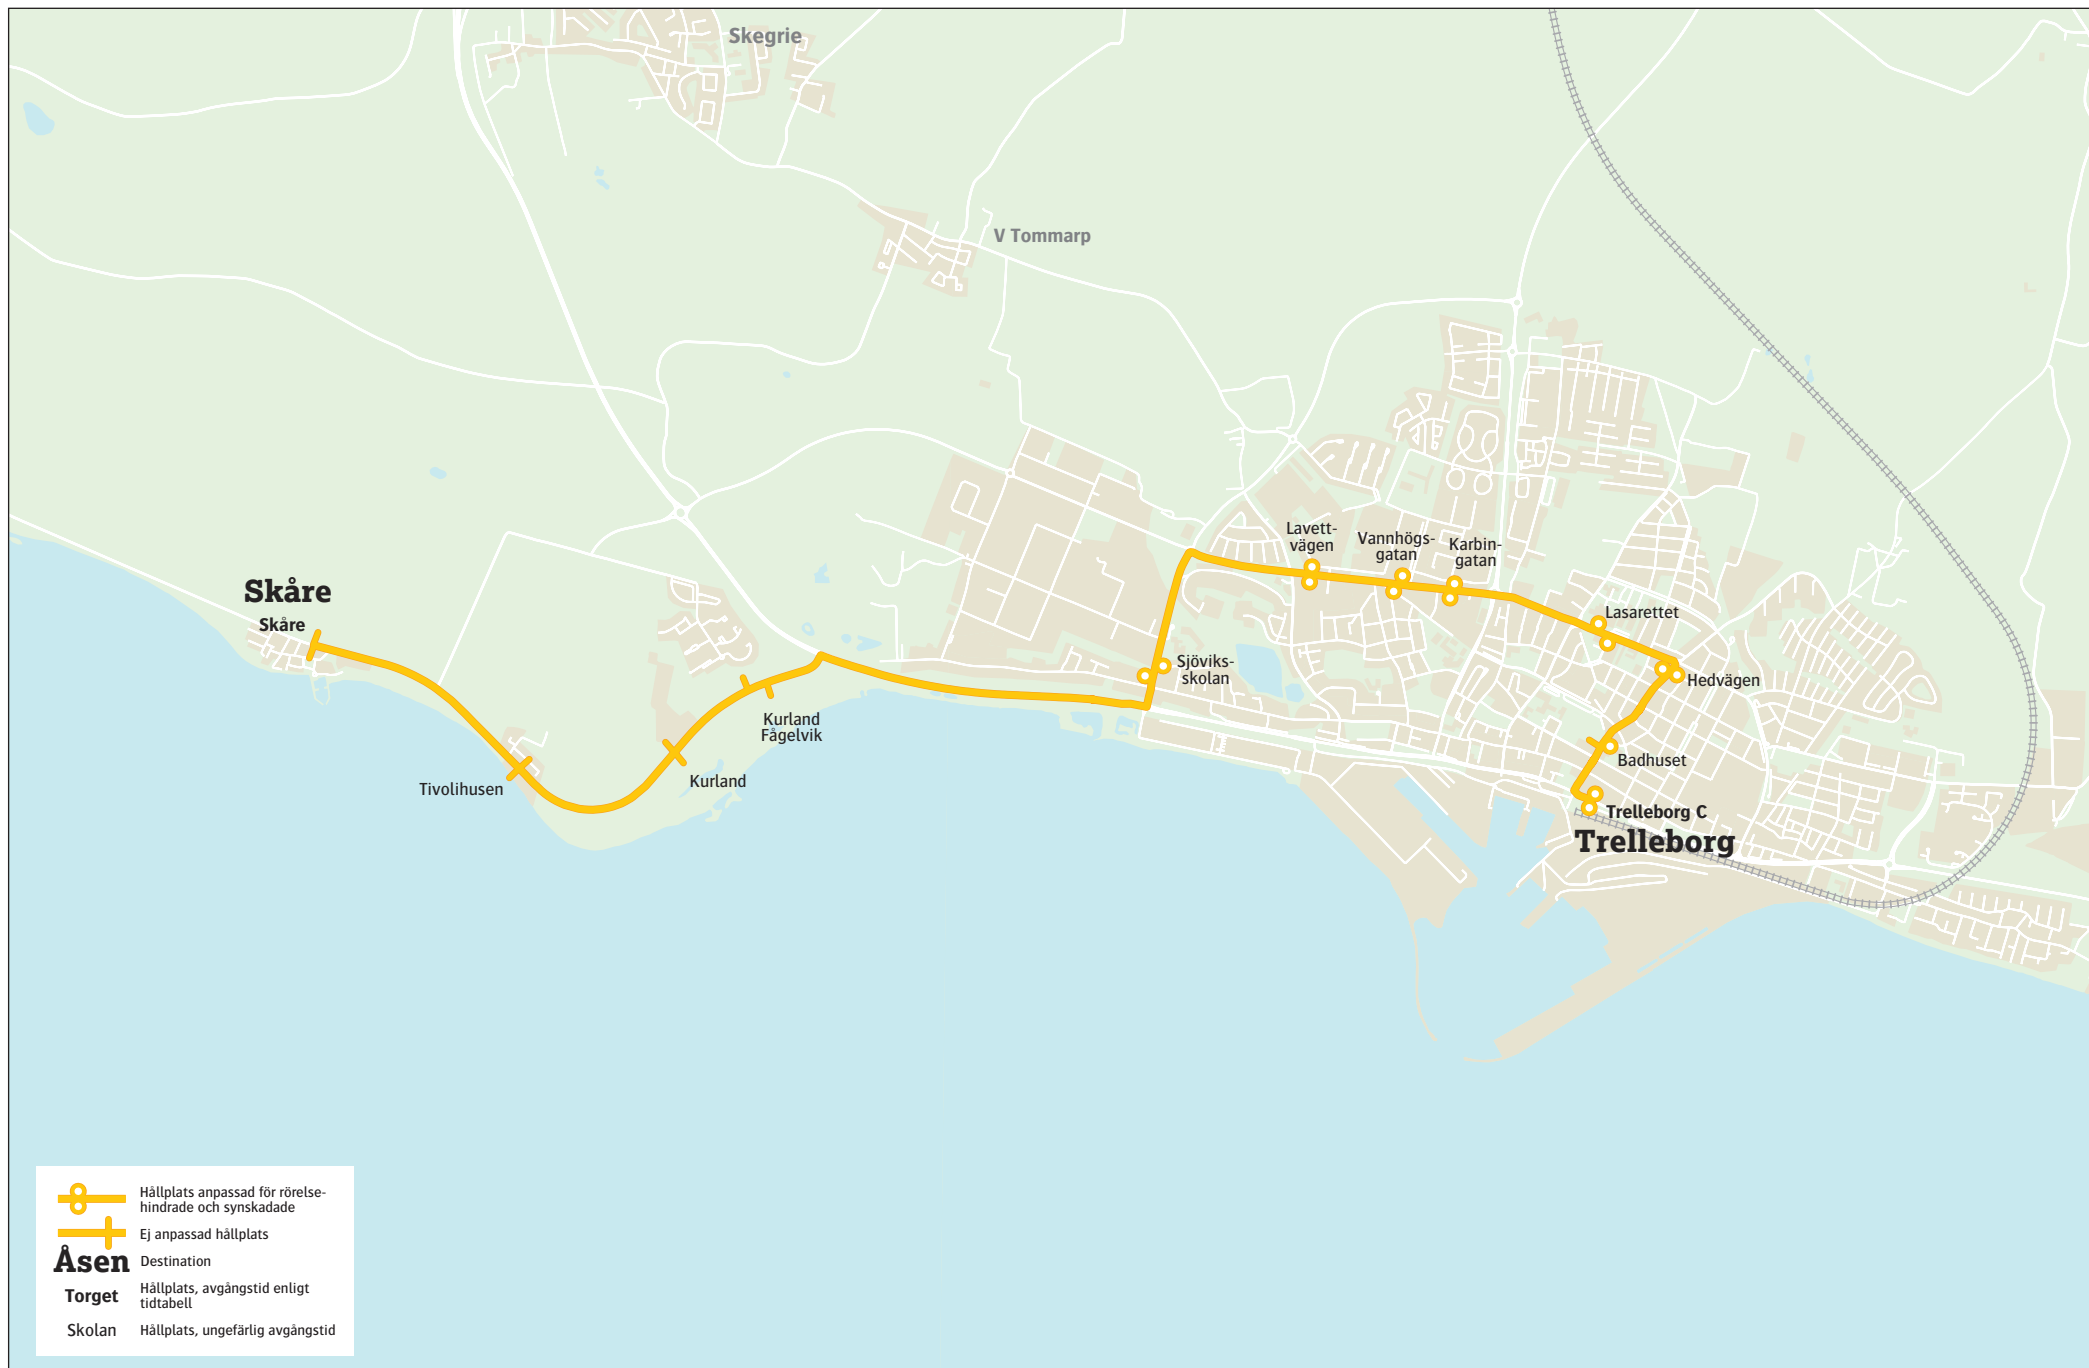 Skegrie
V Tommarp
Lavett-
vägen
Vannhögs-
gatan
Karbin-
gatan
Skåre
Skåre
Lasarettet
Sjöviks-
skolan
Hedvägen
Kurland
Fågelvik
Badhuset
Kurland
Tivolihusen
Trelleborg C
Trelleborg
Hållplats anpassad för rörelse-
hindrade och synskadade
Ej anpassad hållplats
Åsen Destination
Torget Hållplats, avgångstid enligt
tidtabell
Skolan Hållplats, ungefärlig avgångstid